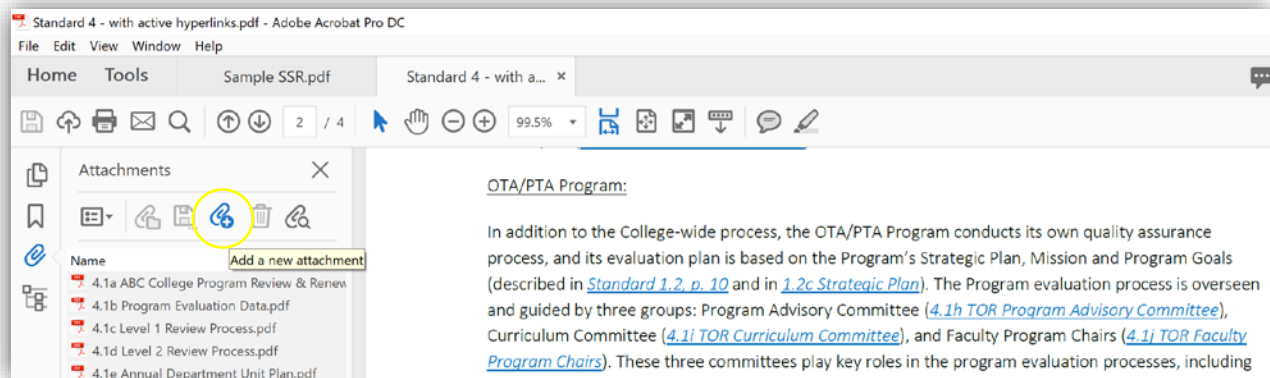 Standard 4 - with active hyperlinks.pdf - Adobe Acrobat Pro DC
File Edit View Window Help
Home Tools Sample SSR.pdf Standard 4 - with a... ×
2 / 4 99.5%
Attachments
Add a new attachment
Name
4.1a ABC College Program Review & Renew
4.1b Program Evaluation Data.pdf
4.1c Level 1 Review Process.pdf
4.1d Level 2 Review Process.pdf
4.1e Annual Department Unit Plan.pdf
OTA/PTA Program:
In addition to the College-wide process, the OTA/PTA Program conducts its own quality assurance
process, and its evaluation plan is based on the Program's Strategic Plan, Mission and Program Goals
(described in Standard 1.2, p. 10 and in 1.2c Strategic Plan). The Program evaluation process is overseen
and guided by three groups: Program Advisory Committee (4.1h TOR Program Advisory Committee),
Curriculum Committee (4.1i TOR Curriculum Committee), and Faculty Program Chairs (4.1j TOR Faculty
Program Chairs). These three committees play key roles in the program evaluation processes, including